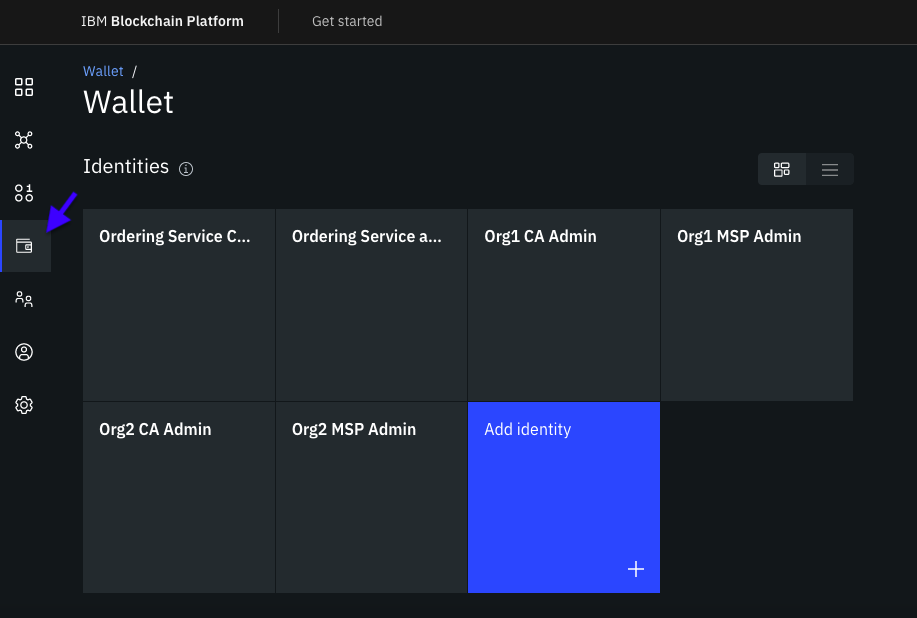 IBM Blockchain Platform
Get started
Wallet /
Wallet
Identities
Ordering Service C...
Ordering Service a...
Org1 CA Admin
Org1 MSP Admin
Org2 CA Admin
Org2 MSP Admin
Add identity